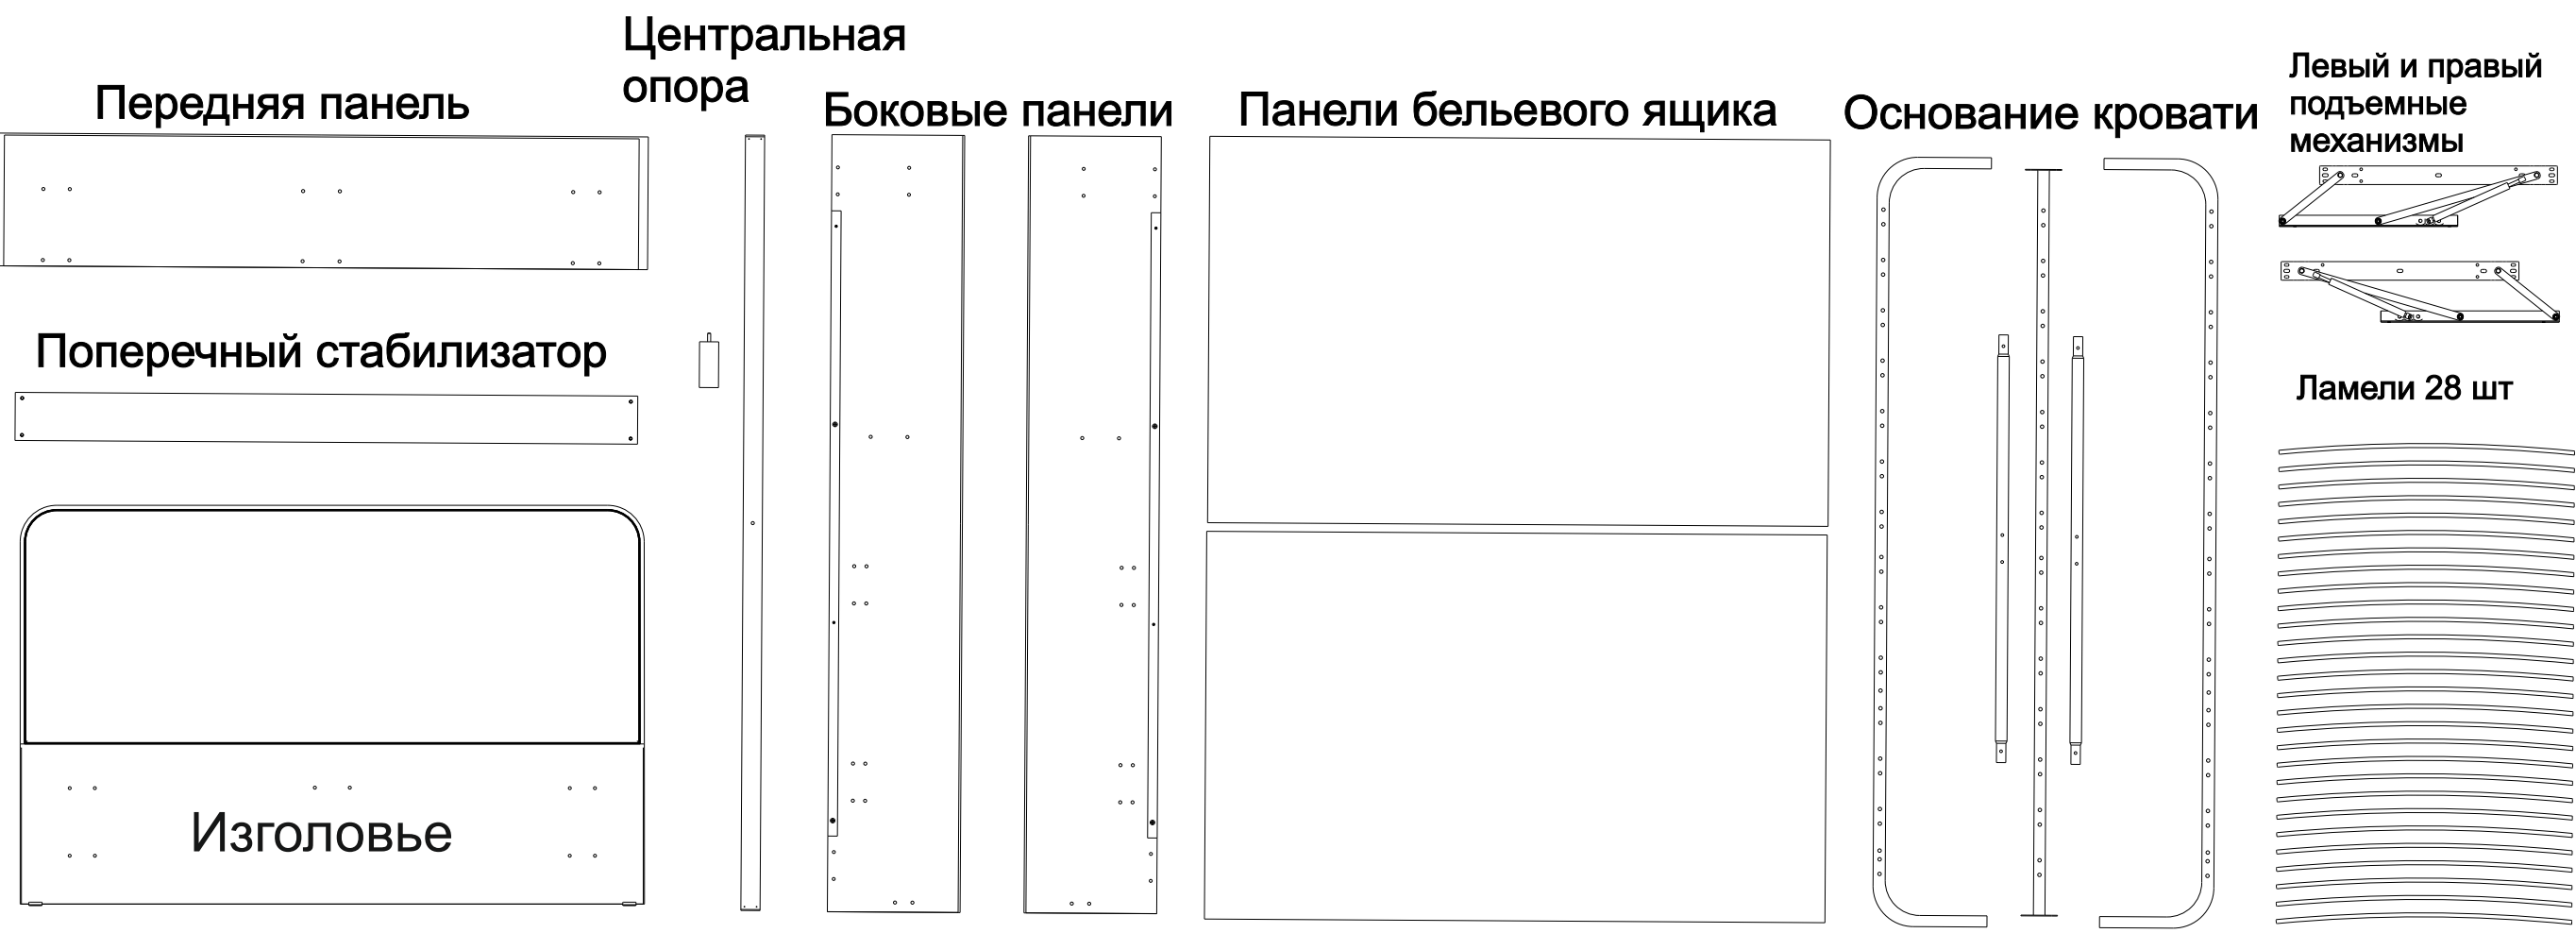 Центральная
опора
Передняя панель
Боковые панели
Панели бельевого ящика
Основание кровати
Левый и правый
подъемные
механизмы
Поперечный стабилизатор
Ламели 28 шт
Изголовье